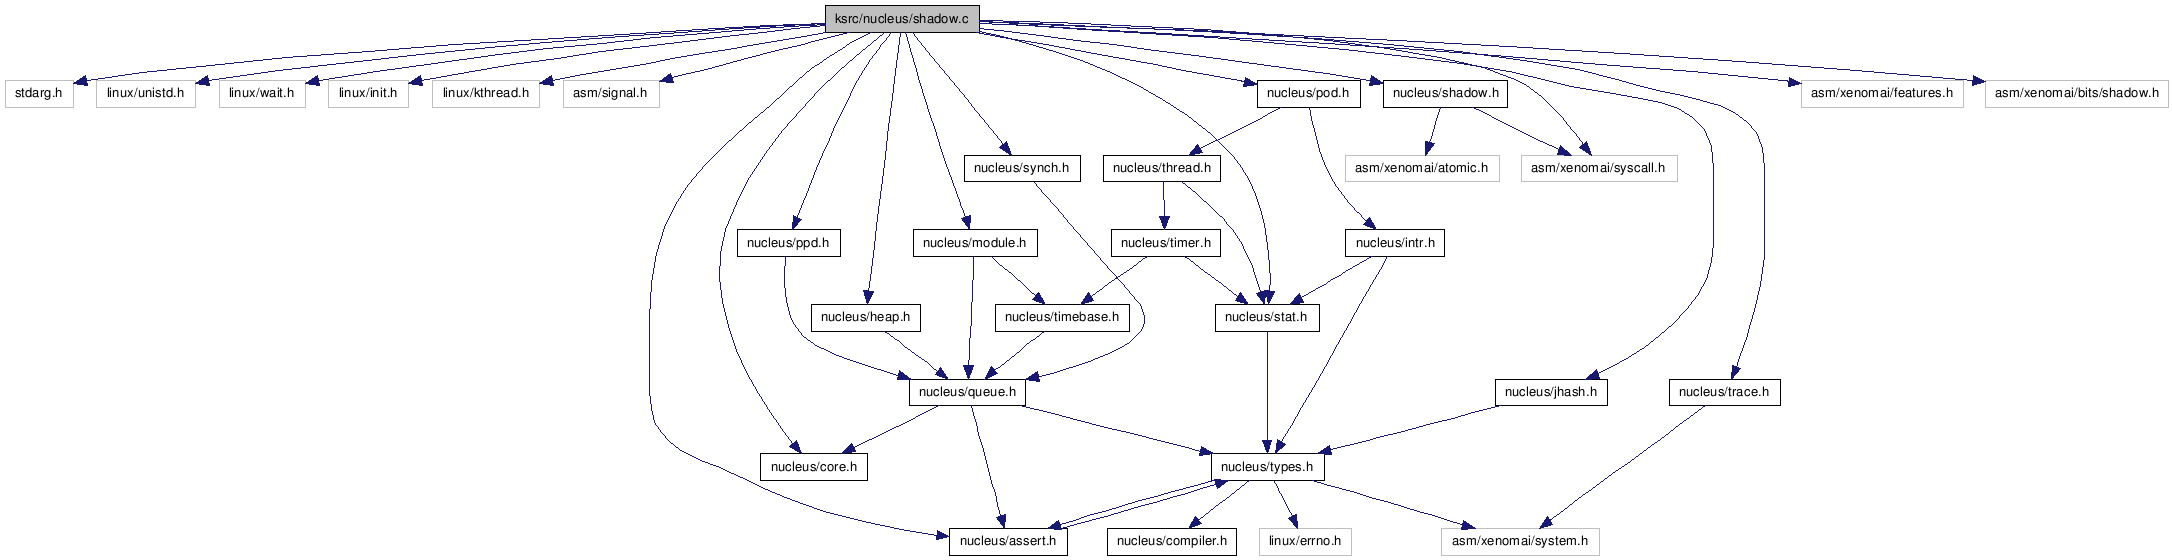 ksrc/nucleus/shadow.c
stdarg.h
linux/unistd.h
linux/wait.h
linux/init.h
linux/kthread.h
asm/signal.h
nucleus/pod.h
nucleus/shadow.h
asm/xenomai/features.h
asm/xenomai/bits/shadow.h
nucleus/synch.h
nucleus/thread.h
asm/xenomai/atomic.h
asm/xenomai/syscall.h
nucleus/ppd.h
nucleus/module.h
nucleus/timer.h
nucleus/intr.h
nucleus/heap.h
nucleus/timebase.h
nucleus/stat.h
nucleus/queue.h
nucleus/jhash.h
nucleus/trace.h
nucleus/core.h
nucleus/types.h
nucleus/assert.h
nucleus/compiler.h
linux/errno.h
asm/xenomai/system.h